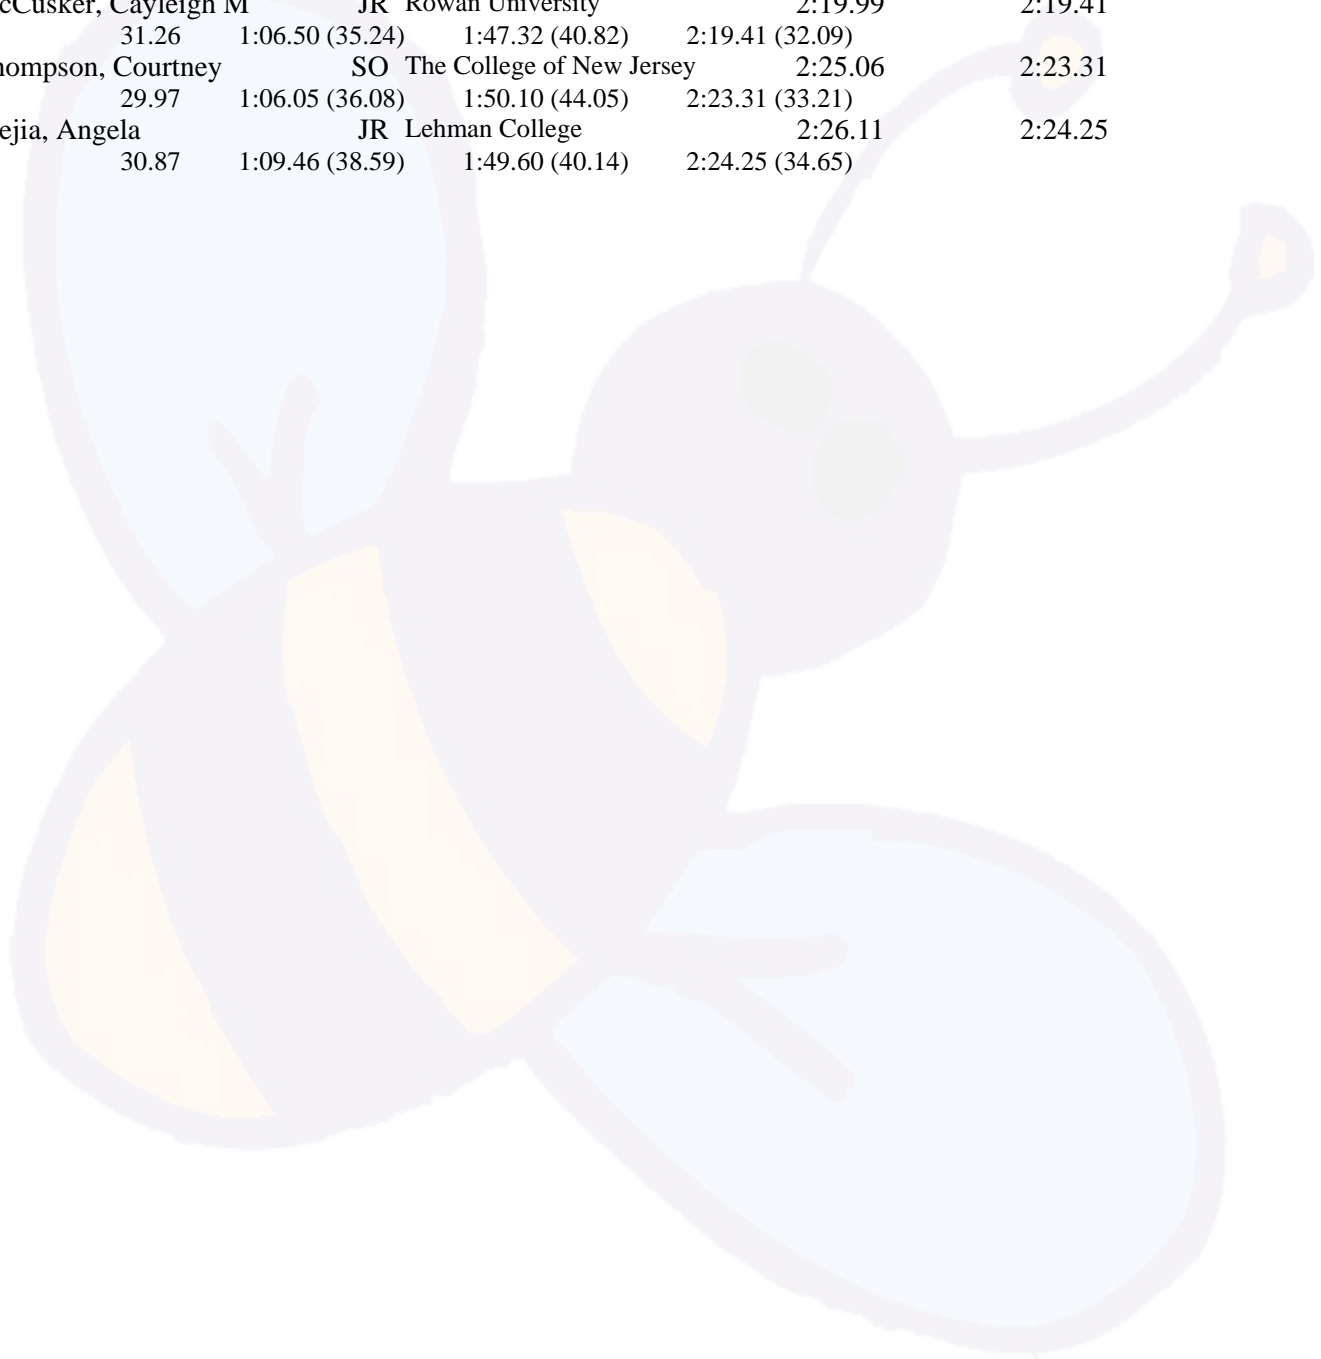 cCusker, Cayleigh M JR Rowan University 2:19.99 2:19.41
31.26 1:06.50 (35.24) 1:47.32 (40.82) 2:19.41 (32.09)
hompson, Courtney SO The College of New Jersey 2:25.06 2:23.31
29.97 1:06.05 (36.08) 1:50.10 (44.05) 2:23.31 (33.21)
ejia, Angela JR Lehman College 2:26.11 2:24.25
30.87 1:09.46 (38.59) 1:49.60 (40.14) 2:24.25 (34.65)